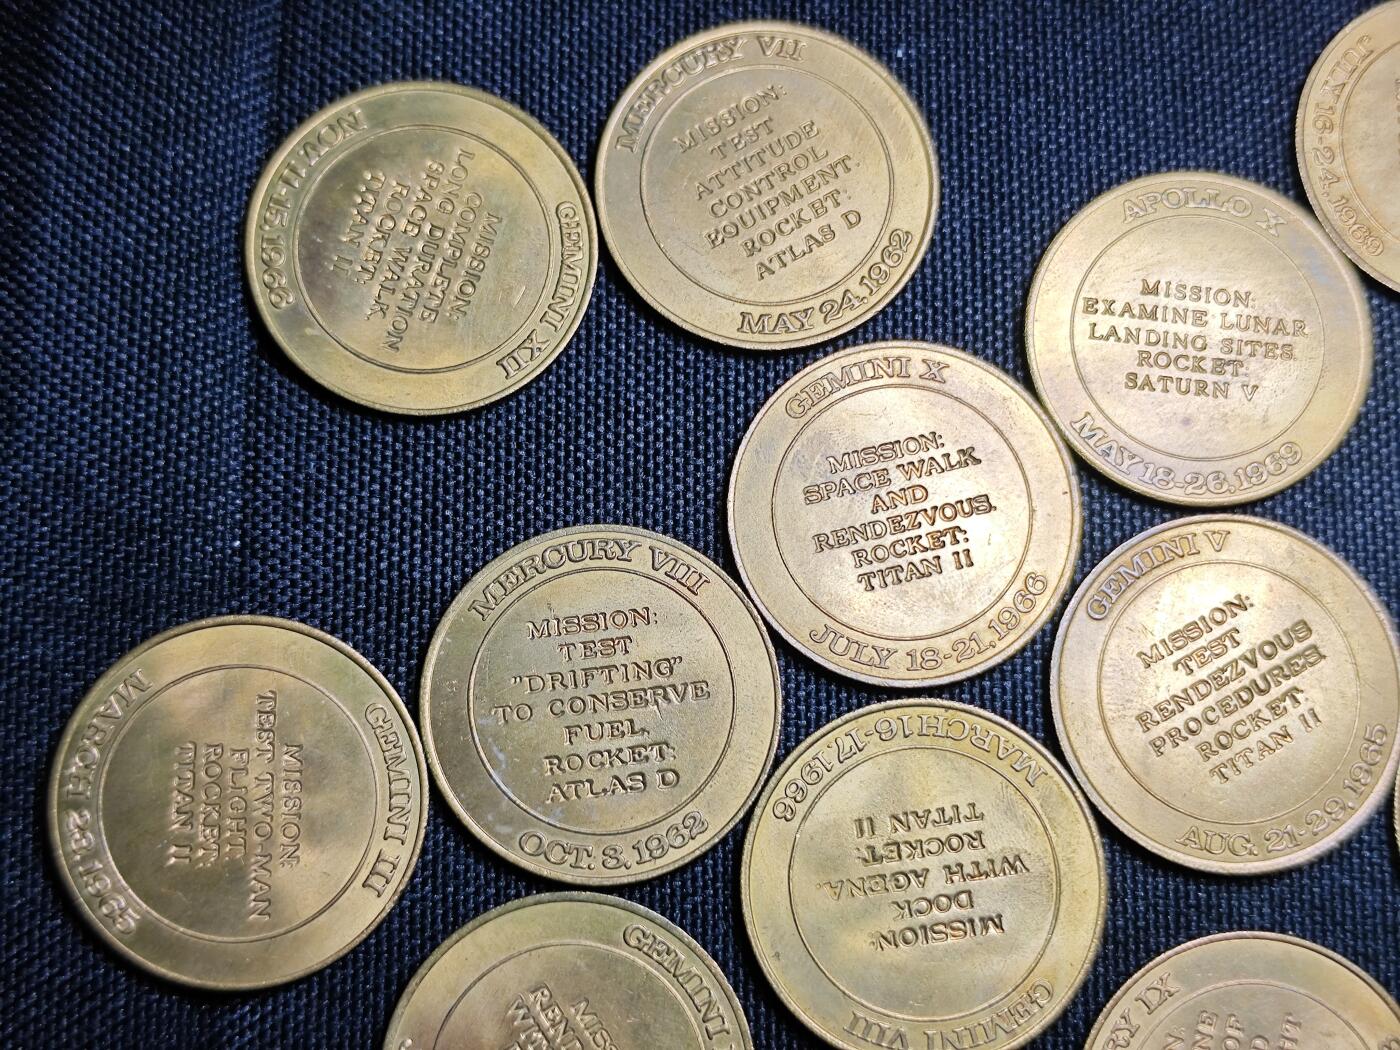 GEMINI XII
MISSION:
COMPLETE
LONG DURATION
SPACE WALK
ROCKET:
TITAN II
NOV. 11-15, 1966
MERCURY VII
MISSION:
TEST
ATTITUDE
CONTROL
EQUIPMENT.
ROCKET:
ATLAS D
MAY 24, 1962
APOLLO X
MISSION:
EXAMINE LUNAR
LANDING SITES.
ROCKET:
SATURN V
MAY 18-26, 1969
JULY 16-24, 1969
GEMINI X
MISSION:
SPACE WALK
AND
RENDEZVOUS.
ROCKET:
TITAN II
JULY 18-21, 1966
MERCURY VIII
MISSION:
TEST
"DRIFTING"
TO CONSERVE
FUEL.
ROCKET:
ATLAS D
OCT. 3, 1962
GEMINI V
MISSION:
TEST
RENDEZVOUS
PROCEDURES
ROCKET:
TITAN II
AUG. 21-29, 1965
GEMINI III
MISSION:
TEST TWO-MAN
FLIGHT.
ROCKET:
TITAN II
MARCH 23, 1965
GEMINI VIII
MISSION:
DOCK
WITH AGENA.
ROCKET:
TITAN II
MARCH 16-17, 1966
GEMINI